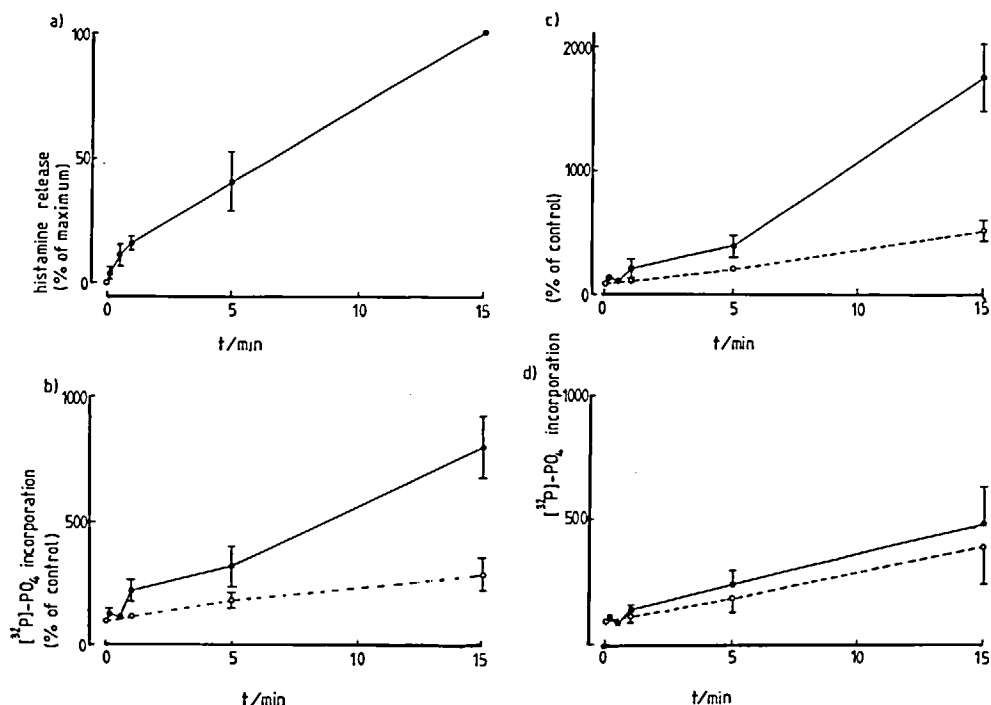 a)
100
50
0
histamine release
(% of maximum)
0 5 10 15
t/min
c)
2000
1000
0
(% of control)
0 5 10 15
t/min
b)
1000
500
0
[³²P]-PO₄ incorporation
(% of control)
0 5 10 15
t/min
d)
1000
500
[³²P]-PO₄ incorporation
0 5 10 15
t/min